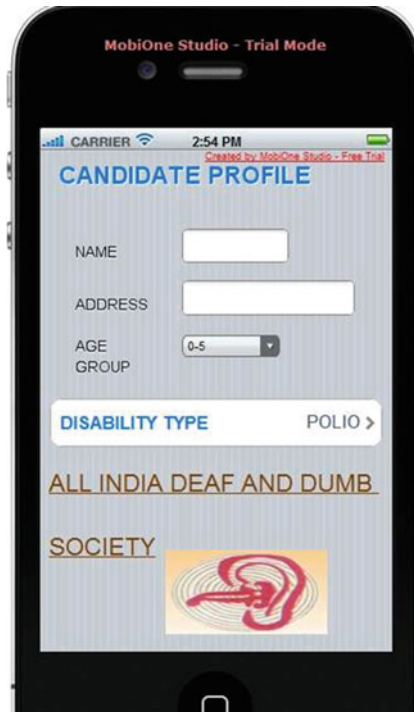 MobiOne Studio - Trial Mode
CARRIER 2:54 PM
Created by MobiOne Studio - Free Trial
CANDIDATE PROFILE
NAME
ADDRESS
AGE
GROUP
0-5
DISABILITY TYPE POLIO >
ALL INDIA DEAF AND DUMB
SOCIETY